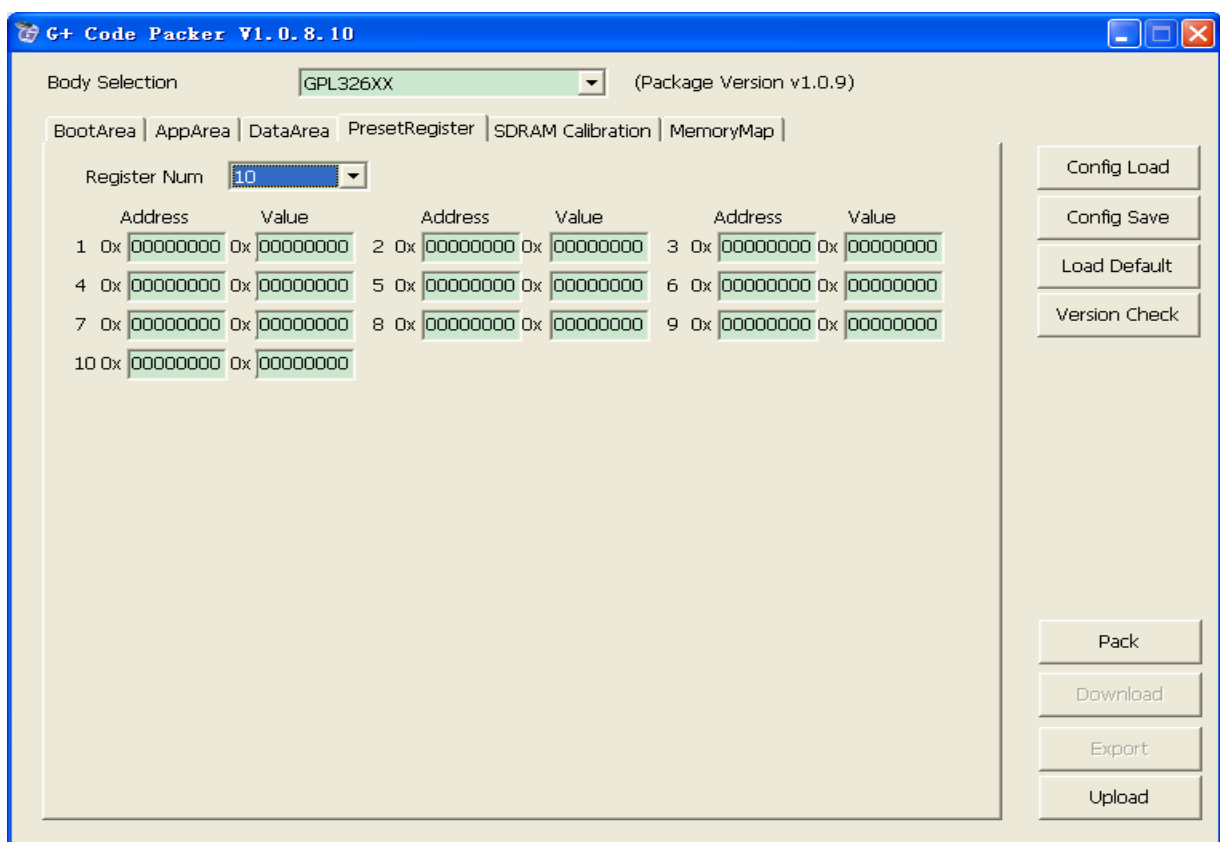 G+ Code Packer V1.0.8.10
Body Selection GPL326XX (Package Version v1.0.9)
BootArea AppArea DataArea PresetRegister SDRAM Calibration MemoryMap
Register Num 10
Address Value Address Value Address Value
1 0x 00000000 0x 00000000 2 0x 00000000 0x 00000000 3 0x 00000000 0x 00000000
4 0x 00000000 0x 00000000 5 0x 00000000 0x 00000000 6 0x 00000000 0x 00000000
7 0x 00000000 0x 00000000 8 0x 00000000 0x 00000000 9 0x 00000000 0x 00000000
10 0x 00000000 0x 00000000
Config Load
Config Save
Load Default
Version Check
Pack
Download
Export
Upload